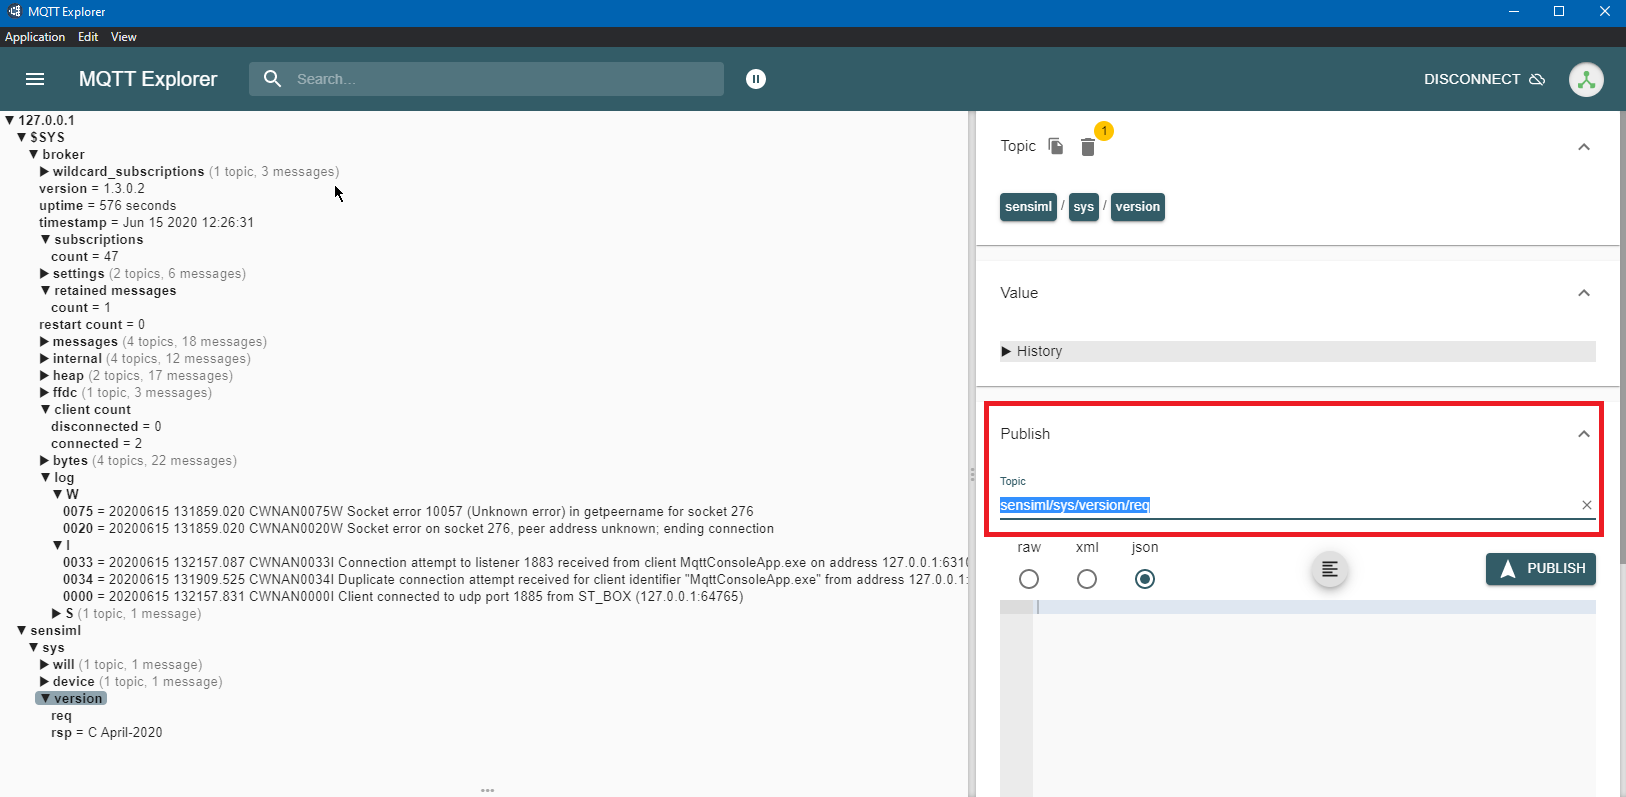 MQTT Explorer
Application Edit View
MQTT Explorer
Search...
DISCONNECT
127.0.0.1
$SYS
broker
wildcard_subscriptions (1 topic, 3 messages)
version = 1.3.0.2
uptime = 576 seconds
timestamp = Jun 15 2020 12:26:31
subscriptions
count = 47
settings (2 topics, 6 messages)
retained messages
count = 1
restart count = 0
messages (4 topics, 18 messages)
internal (4 topics, 12 messages)
heap (2 topics, 17 messages)
ffdc (1 topic, 3 messages)
client count
disconnected = 0
connected = 2
bytes (4 topics, 22 messages)
log
W
0075 = 20200615 131859.020 CWNAN0075W Socket error 10057 (Unknown error) in getpeername for socket 276
0020 = 20200615 131859.020 CWNAN0020W Socket error on socket 276, peer address unknown; ending connection
I
0033 = 20200615 132157.087 CWNAN0033I Connection attempt to listener 1883 received from client MqttConsoleApp.exe on address 127.0.0.1:631
0034 = 20200615 131909.525 CWNAN0034I Duplicate connection attempt received for client identifier "MqttConsoleApp.exe" from address 127.0.0.1:
0000 = 20200615 132157.831 CWNAN0000I Client connected to udp port 1885 from ST_BOX (127.0.0.1:64765)
S (1 topic, 1 message)
sensiml
sys
will (1 topic, 1 message)
device (1 topic, 1 message)
version
req
rsp = C April-2020
Topic 1
sensiml / sys / version
Value
History
Publish
Topic
sensiml/sys/version/req
raw xml json
PUBLISH